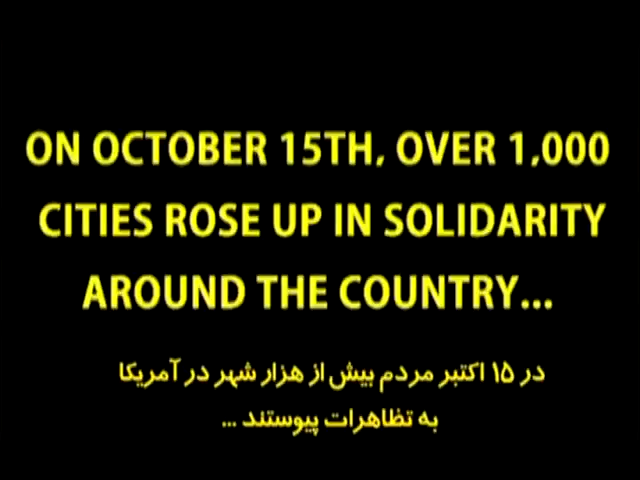 ON OCTOBER 15TH, OVER 1,000
CITIES ROSE UP IN SOLIDARITY
AROUND THE COUNTRY...
در ۱۵ اکتبر مردم بیش از هزار شهر در آمریکا
به تظاهرات پیوستند ...